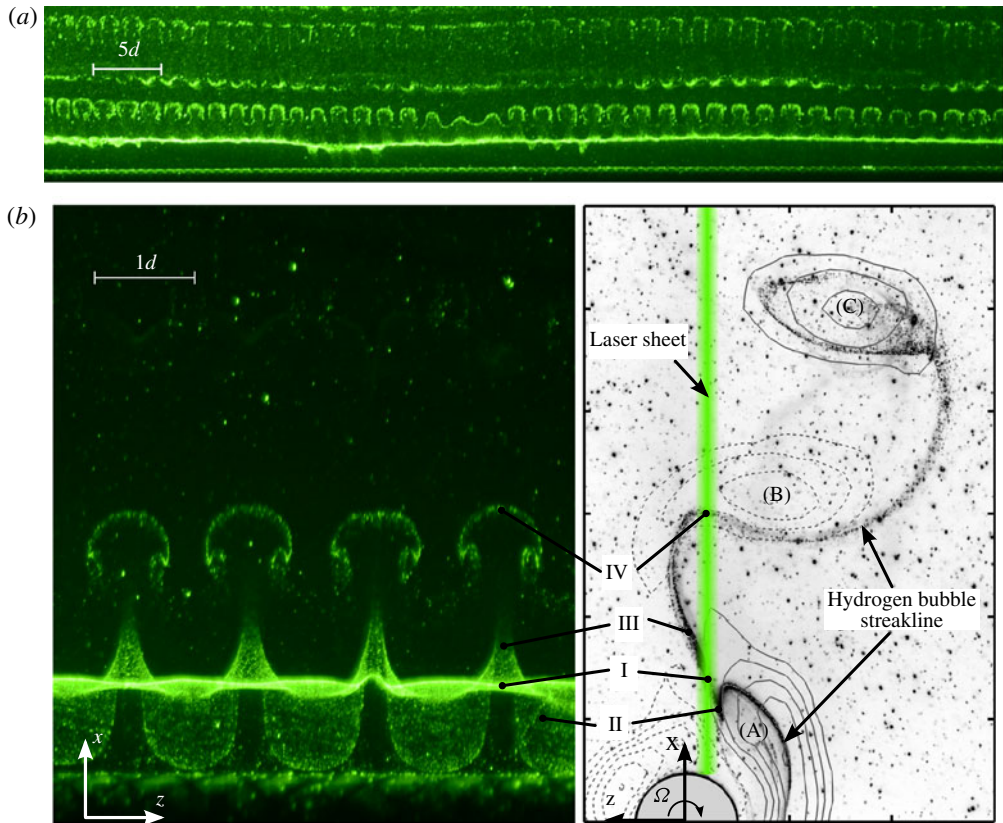 (a)
5d
(b)
1d
(C)
Laser sheet
(B)
IV
Hydrogen bubble
streakline
III
I
II
(A)
x
z
X
Ω
z